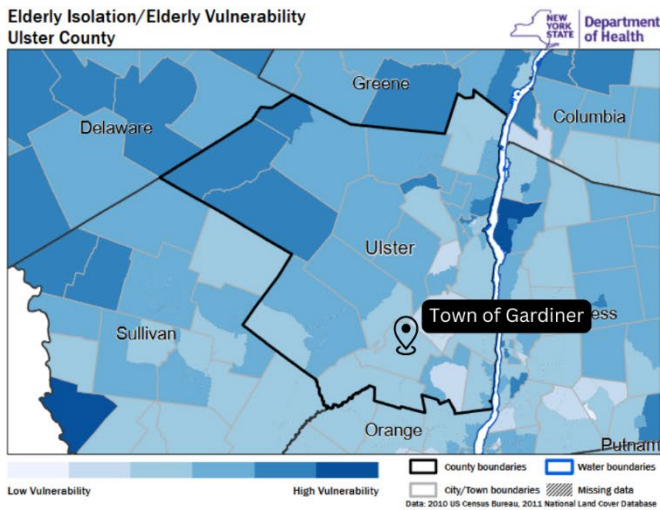 Elderly Isolation/Elderly Vulnerability
Ulster County
NEW
YORK
STATE
Department
of Health
Greene
Columbia
Delaware
Ulster
Town of Gardiner
ess
Sullivan
Orange
Putnam
Low Vulnerability
High Vulnerability
County boundaries
Water boundaries
City/Town boundaries
Missing data
Data: 2010 US Census Bureau, 2011 National Land Cover Database